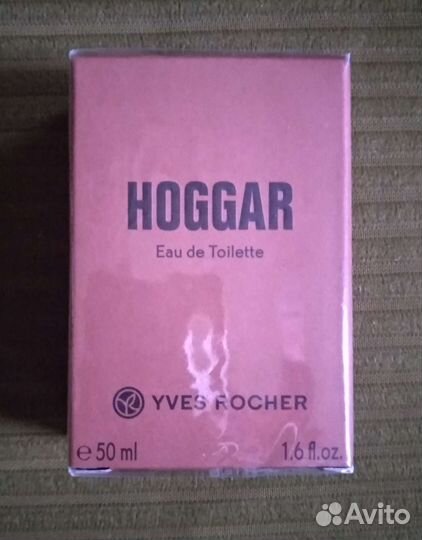 HOGGAR
Eau de Toilette
YVES ROCHER
e 50 ml 1.6 fl.oz.
Avito